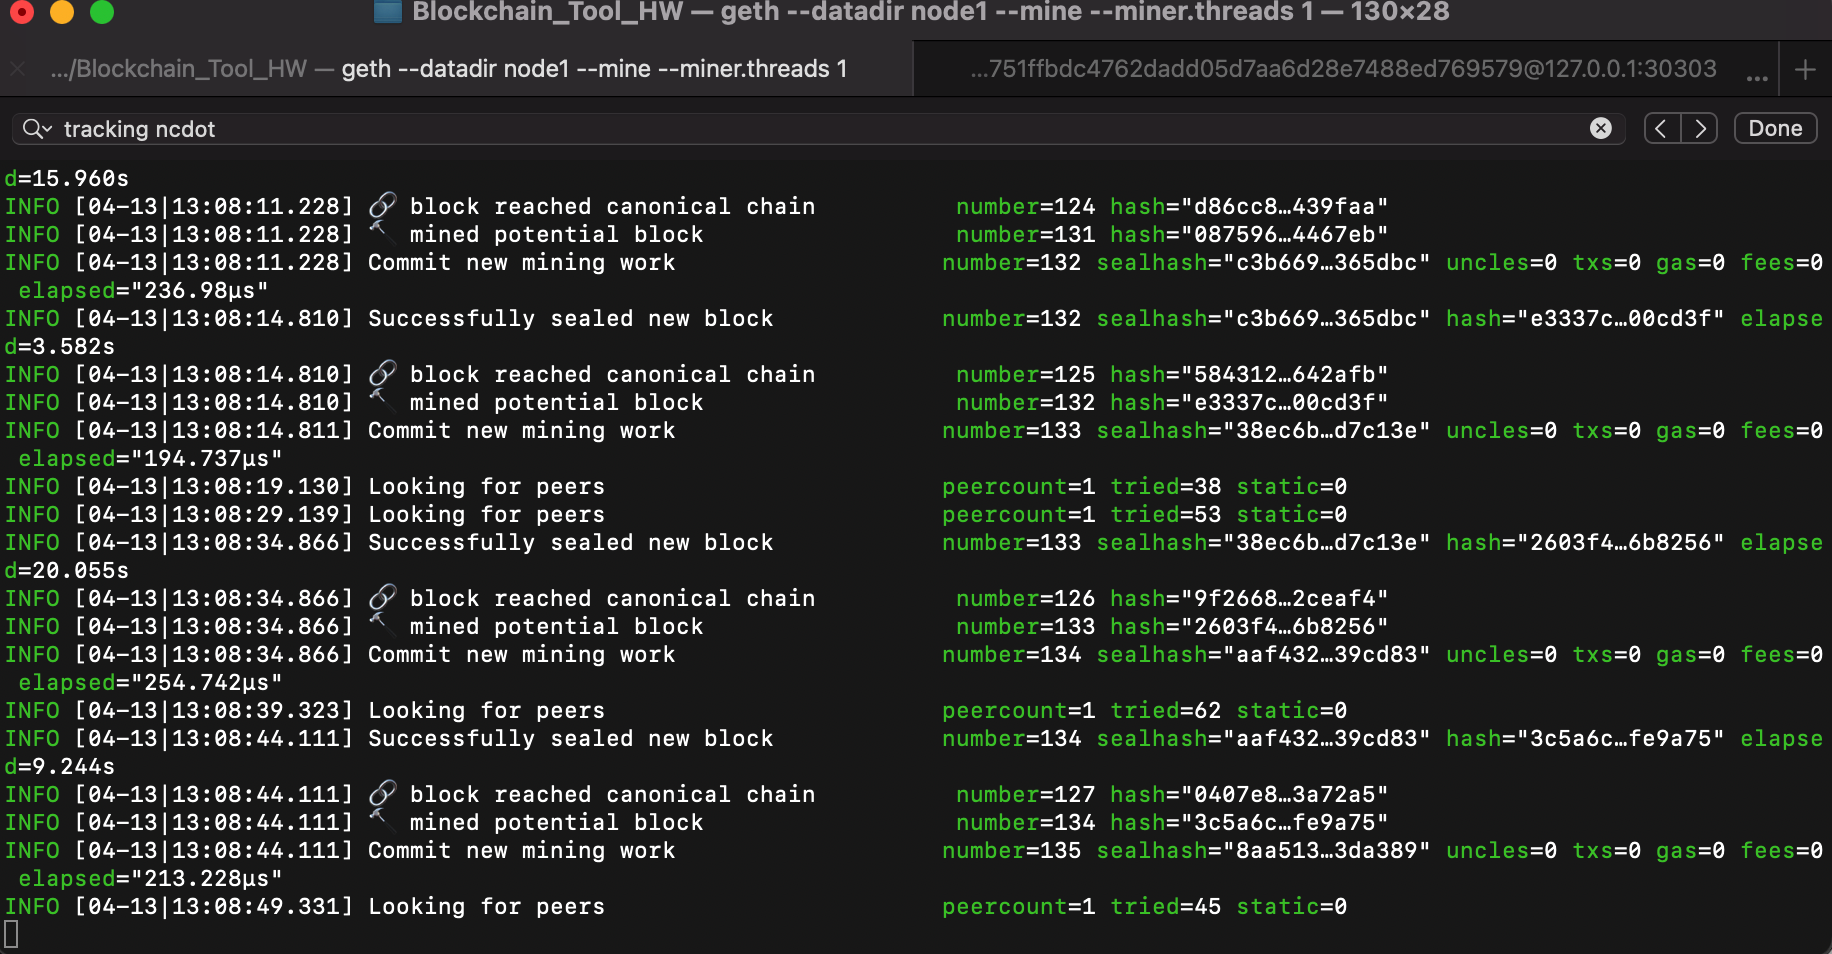 Blockchain_Tool_HW — geth --datadir node1 --mine --miner.threads 1 — 130×28
.../Blockchain_Tool_HW — geth --datadir node1 --mine --miner.threads 1
...751ffbdc4762dadd05d7aa6d28e7488ed769579@127.0.0.1:30303 ...
tracking ncdot
Done
d=15.960s
INFO [04-13|13:08:11.228] 🔗 block reached canonical chain number=124 hash="d86cc8…439faa"
INFO [04-13|13:08:11.228] 🔨 mined potential block number=131 hash="087596…4467eb"
INFO [04-13|13:08:11.228] Commit new mining work number=132 sealhash="c3b669…365dbc" uncles=0 txs=0 gas=0 fees=0
elapsed="236.98µs"
INFO [04-13|13:08:14.810] Successfully sealed new block number=132 sealhash="c3b669…365dbc" hash="e3337c…00cd3f" elapse
d=3.582s
INFO [04-13|13:08:14.810] 🔗 block reached canonical chain number=125 hash="584312…642afb"
INFO [04-13|13:08:14.810] 🔨 mined potential block number=132 hash="e3337c…00cd3f"
INFO [04-13|13:08:14.811] Commit new mining work number=133 sealhash="38ec6b…d7c13e" uncles=0 txs=0 gas=0 fees=0
elapsed="194.737µs"
INFO [04-13|13:08:19.130] Looking for peers peercount=1 tried=38 static=0
INFO [04-13|13:08:29.139] Looking for peers peercount=1 tried=53 static=0
INFO [04-13|13:08:34.866] Successfully sealed new block number=133 sealhash="38ec6b…d7c13e" hash="2603f4…6b8256" elapse
d=20.055s
INFO [04-13|13:08:34.866] 🔗 block reached canonical chain number=126 hash="9f2668…2ceaf4"
INFO [04-13|13:08:34.866] 🔨 mined potential block number=133 hash="2603f4…6b8256"
INFO [04-13|13:08:34.866] Commit new mining work number=134 sealhash="aaf432…39cd83" uncles=0 txs=0 gas=0 fees=0
elapsed="254.742µs"
INFO [04-13|13:08:39.323] Looking for peers peercount=1 tried=62 static=0
INFO [04-13|13:08:44.111] Successfully sealed new block number=134 sealhash="aaf432…39cd83" hash="3c5a6c…fe9a75" elapse
d=9.244s
INFO [04-13|13:08:44.111] 🔗 block reached canonical chain number=127 hash="0407e8…3a72a5"
INFO [04-13|13:08:44.111] 🔨 mined potential block number=134 hash="3c5a6c…fe9a75"
INFO [04-13|13:08:44.111] Commit new mining work number=135 sealhash="8aa513…3da389" uncles=0 txs=0 gas=0 fees=0
elapsed="213.228µs"
INFO [04-13|13:08:49.331] Looking for peers peercount=1 tried=45 static=0